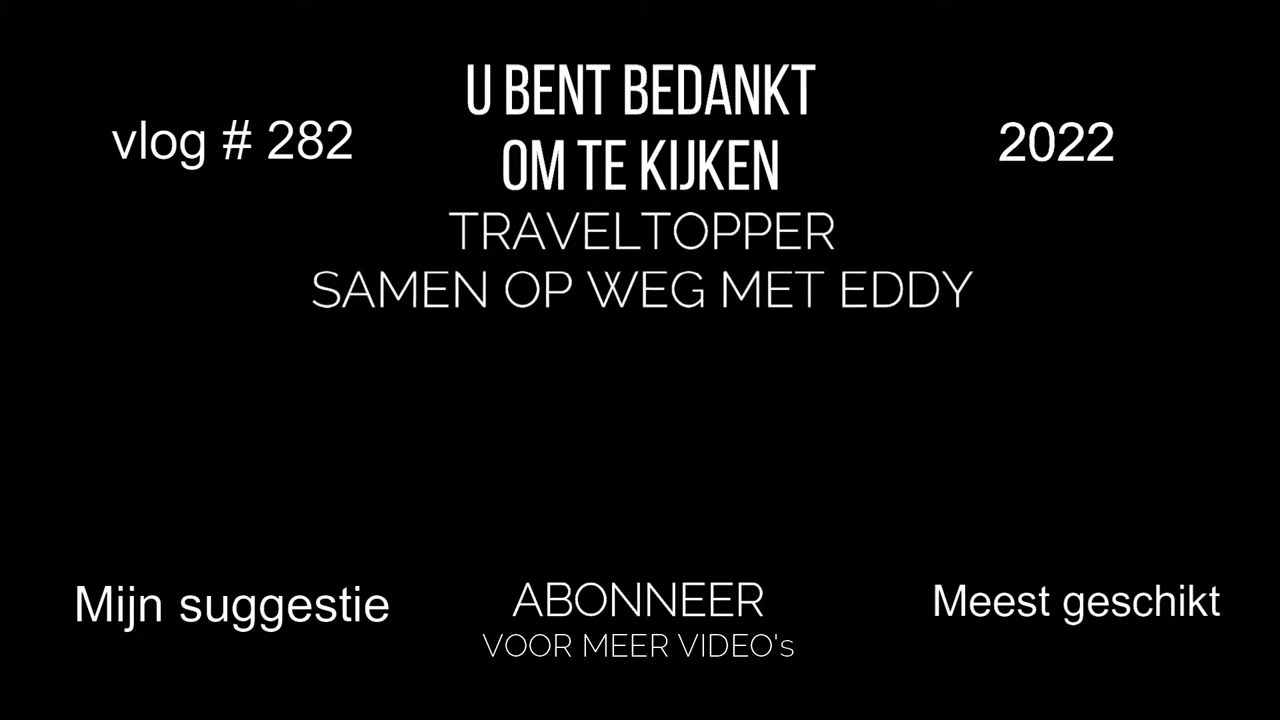 U BENT BEDANKT
vlog # 282
2022
OM TE KIJKEN
TRAVELTOPPER
SAMEN OP WEG MET EDDY
Mijn suggestie
ABONNEER
Meest geschikt
VOOR MEER VIDEO's